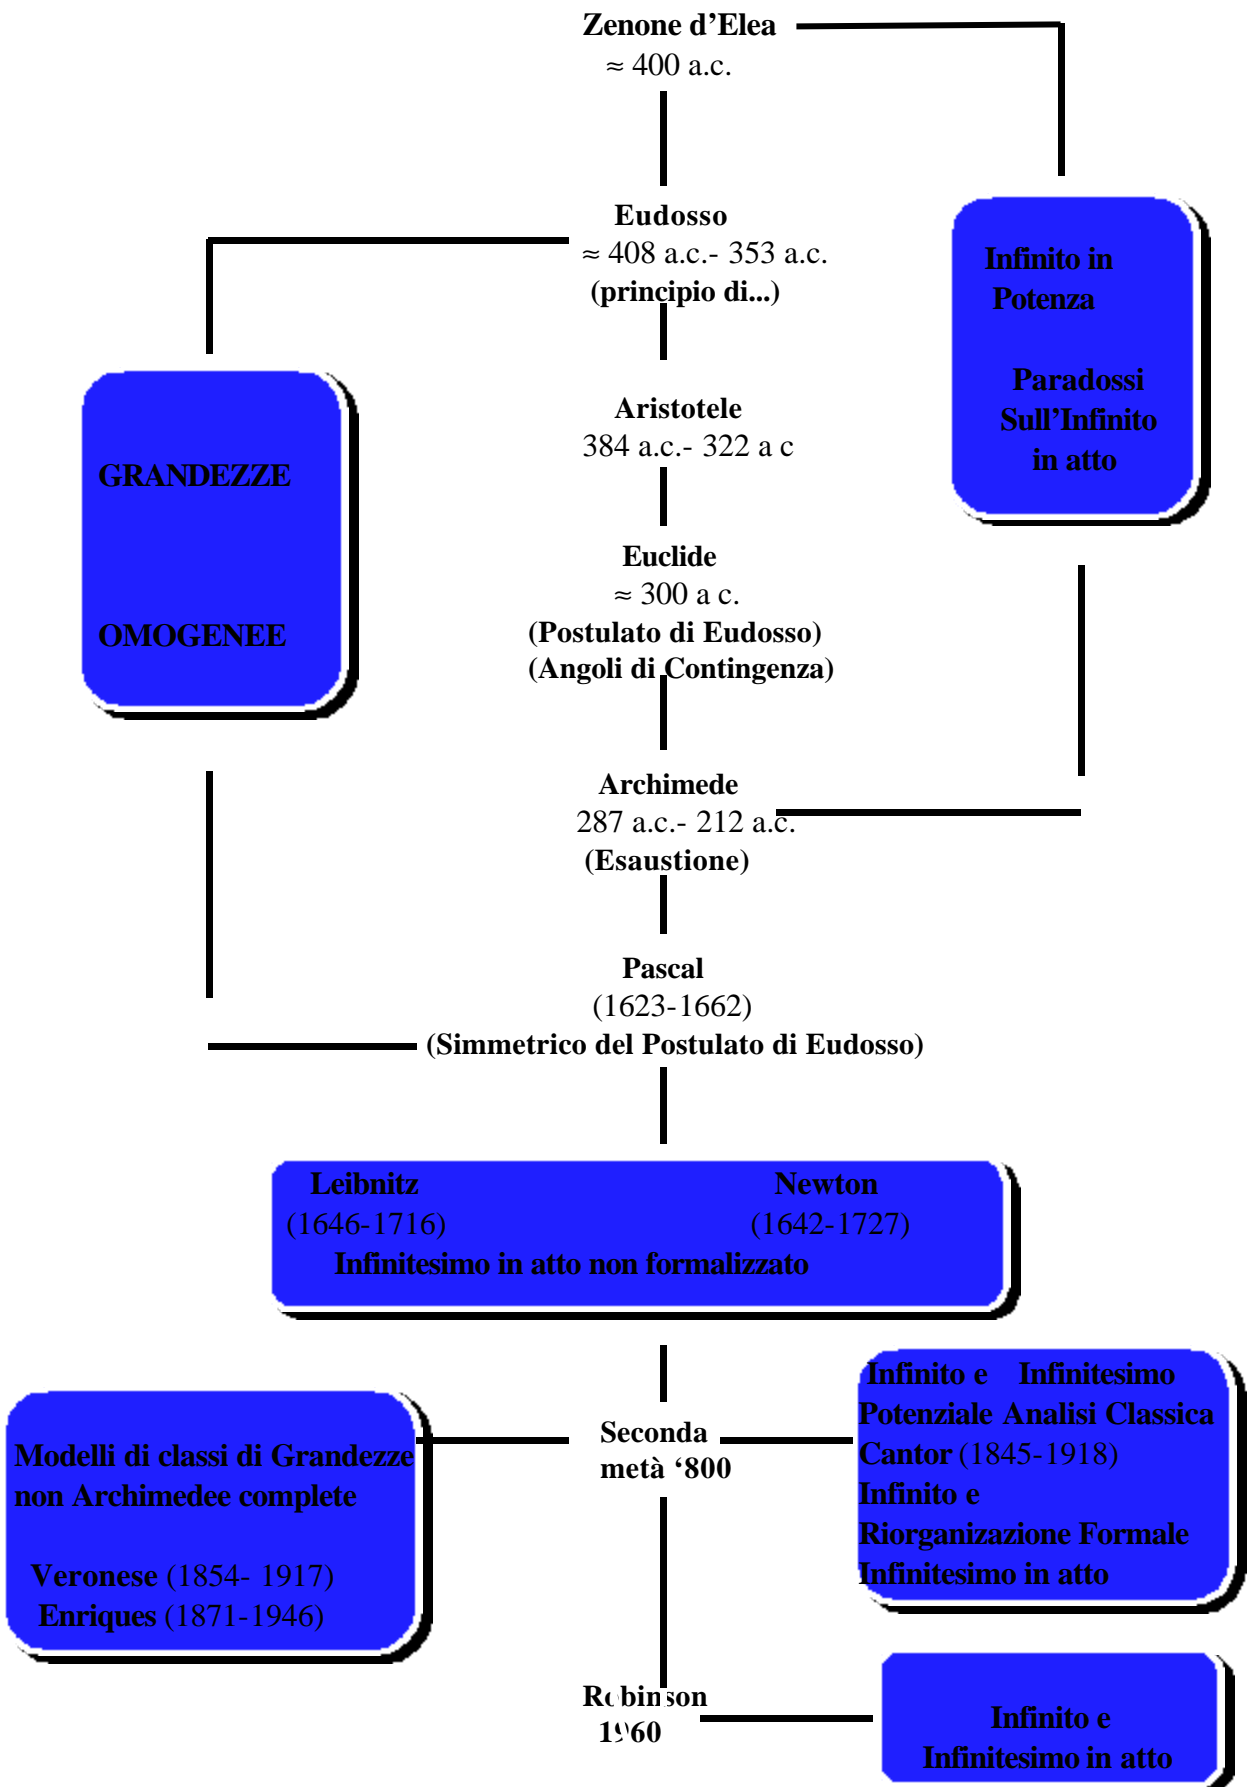 Zenone d’Elea
≈ 400 a.c.
Eudosso
≈ 408 a.c.- 353 a.c.
(principio di...)
Infinito in
Potenza
Paradossi
Sull’Infinito
in atto
GRANDEZZE
OMOGENEE
Aristotele
384 a.c.- 322 a c
Euclide
≈ 300 a c.
(Postulato di Eudosso)
(Angoli di Contingenza)
Archimede
287 a.c.- 212 a.c.
(Esaustione)
Pascal
(1623-1662)
(Simmetrico del Postulato di Eudosso)
Leibnitz Newton
(1646-1716) (1642-1727)
Infinitesimo in atto non formalizzato
Modelli di classi di Grandezze
non Archimedee complete
Veronese (1854- 1917)
Enriques (1871-1946)
Seconda
metà ‘800
Infinito e Infinitesimo
Potenziale Analisi Classica
Cantor (1845-1918)
Infinito e
Riorganizazione Formale
Infinitesimo in atto
Robinson
1960
Infinito e
Infinitesimo in atto